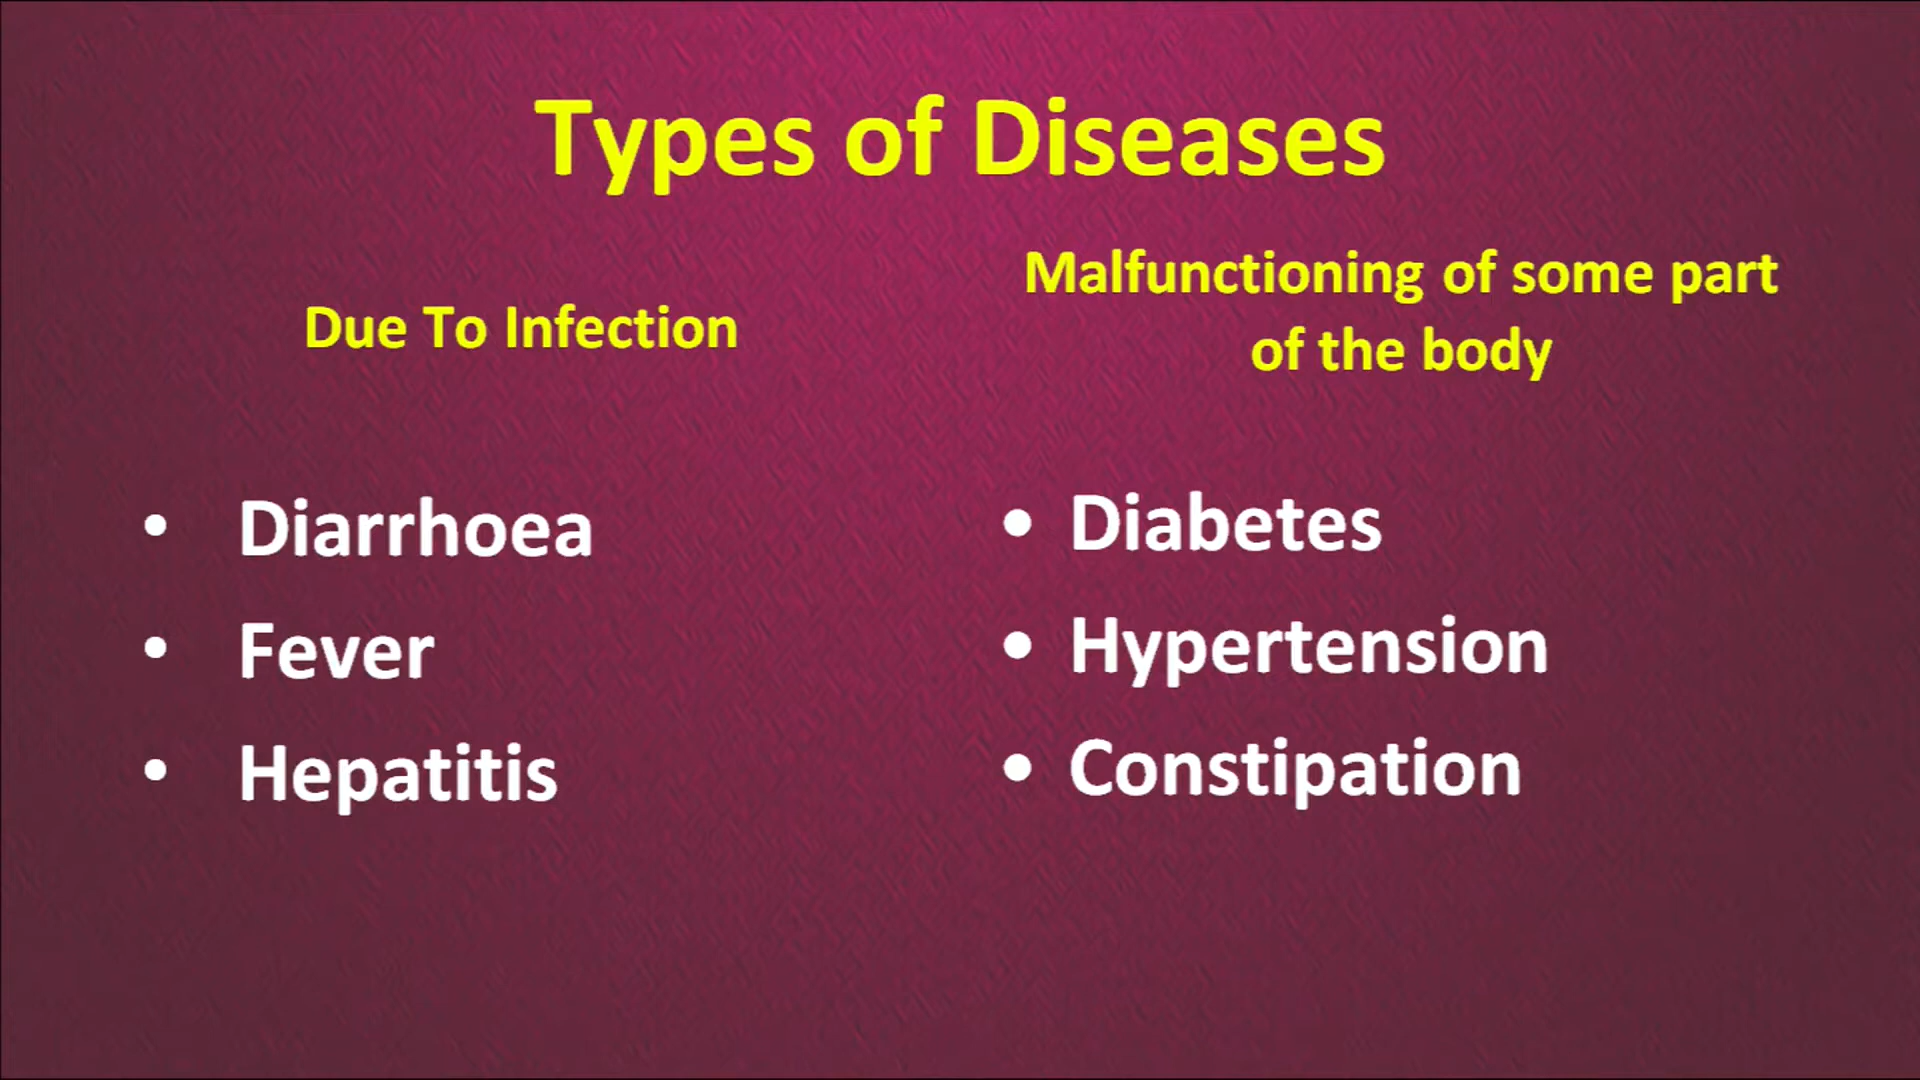 Types of Diseases
Due To Infection
• Diarrhoea
• Fever
• Hepatitis
Malfunctioning of some part
of the body
• Diabetes
• Hypertension
• Constipation